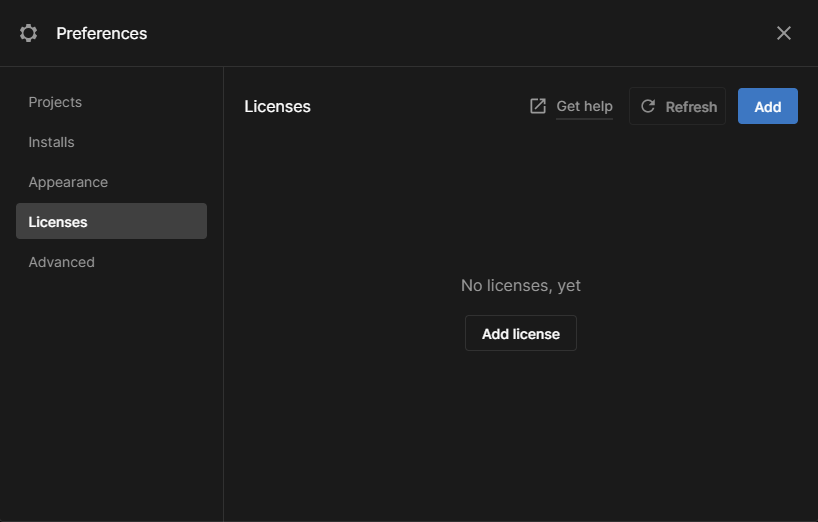 Preferences
Projects
Installs
Appearance
Licenses
Advanced
Licenses
Get help
Refresh
Add
No licenses, yet
Add license